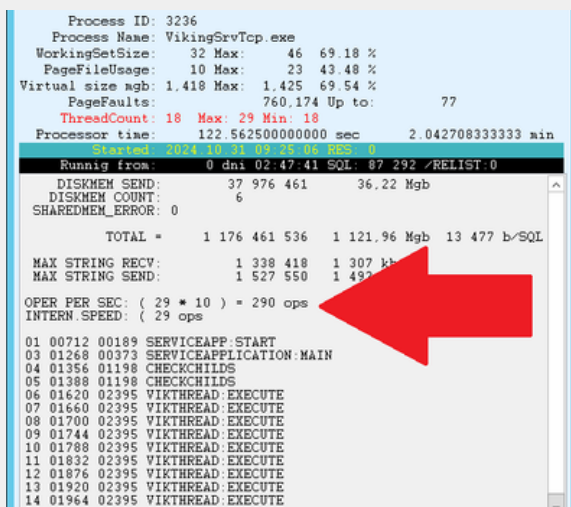 Process ID: 3236
Process Name: VikingSrvTcp.exe
WorkingSetSize: 32 Max: 46 69.18 %
PageFileUsage: 10 Max: 23 43.48 %
Virtual size mgb: 1,418 Max: 1,425 69.54 %
PageFaults: 760,174 Up to: 77
ThreadCount: 18 Max: 29 Min: 18
Processor time: 122.562500000000 sec 2.042708333333 min
Started: 2024.10.31 09:25:06 RES: 0
Runnig from: 0 dni 02:47:41 SQL: 87 292 /RELIST:0
DISKMEM SEND: 37 976 461 36,22 Mgb
DISKMEM COUNT: 6
SHAREDMEM_ERROR: 0
TOTAL = 1 176 461 536 1 121,96 Mgb 13 477 b/SQL
MAX STRING RECV: 1 338 418 1 307 kb
MAX STRING SEND: 1 527 550 1 492
OPER PER SEC: ( 29 * 10 ) = 290 ops
INTERN.SPEED: ( 29 ops
01 00712 00189 SERVICEAPP:START
03 01268 00373 SERVICEAPPLICATION:MAIN
04 01356 01198 CHECKCHILDS
05 01388 01198 CHECKCHILDS
06 01620 02395 VIKTHREAD:EXECUTE
07 01660 02395 VIKTHREAD:EXECUTE
08 01700 02395 VIKTHREAD:EXECUTE
09 01744 02395 VIKTHREAD:EXECUTE
10 01788 02395 VIKTHREAD:EXECUTE
11 01832 02395 VIKTHREAD:EXECUTE
12 01876 02395 VIKTHREAD:EXECUTE
13 01920 02395 VIKTHREAD:EXECUTE
14 01964 02395 VIKTHREAD:EXECUTE